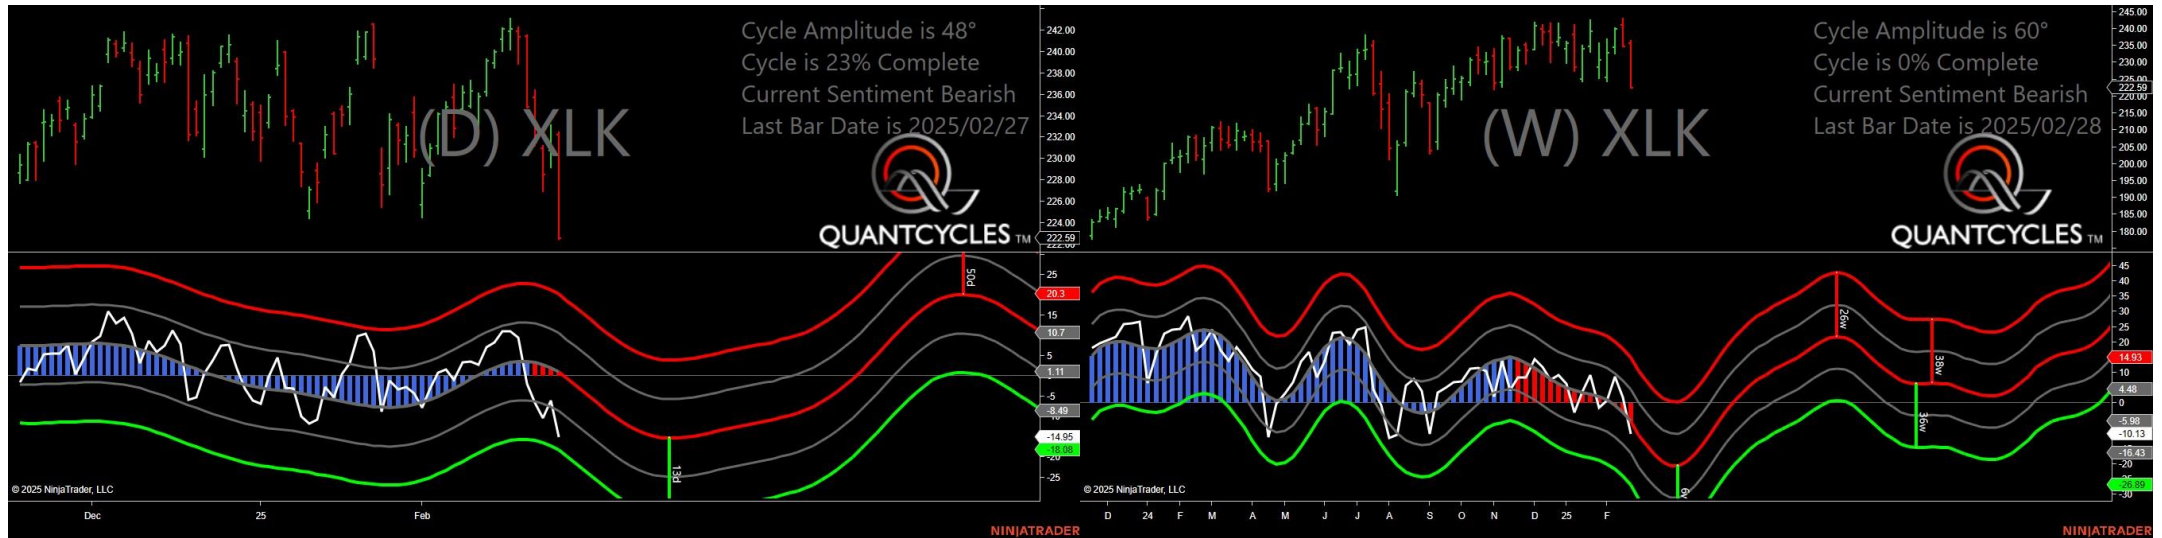 Cycle Amplitude is 48°
Cycle is 23% Complete
Current Sentiment Bearish
Last Bar Date is 2025/02/27
(D) XLK
QUANTCYCLES TM
242.00
240.00
238.00
236.00
234.00
232.00
230.00
228.00
226.00
224.00
222.59
50d
25
20.3
15
10.7
5
1.11
-5
-8.49
-14.95
-18.08
-25
13d
© 2025 NinjaTrader, LLC
Dec
25
Feb
NINJATRADER
Cycle Amplitude is 60°
Cycle is 0% Complete
Current Sentiment Bearish
Last Bar Date is 2025/02/28
(W) XLK
QUANTCYCLES TM
245.00
240.00
235.00
230.00
225.00
222.59
220.00
215.00
210.00
205.00
200.00
195.00
190.00
185.00
180.00
45
40
35
30
25
20
14.93
10
4.48
0
-5.98
-10.13
-16.43
-20
-26.89
-30
26w
38w
36w
© 2025 NinjaTrader, LLC
D
24
F
M
A
M
J
J
A
S
O
N
D
25
F
NINJATRADER